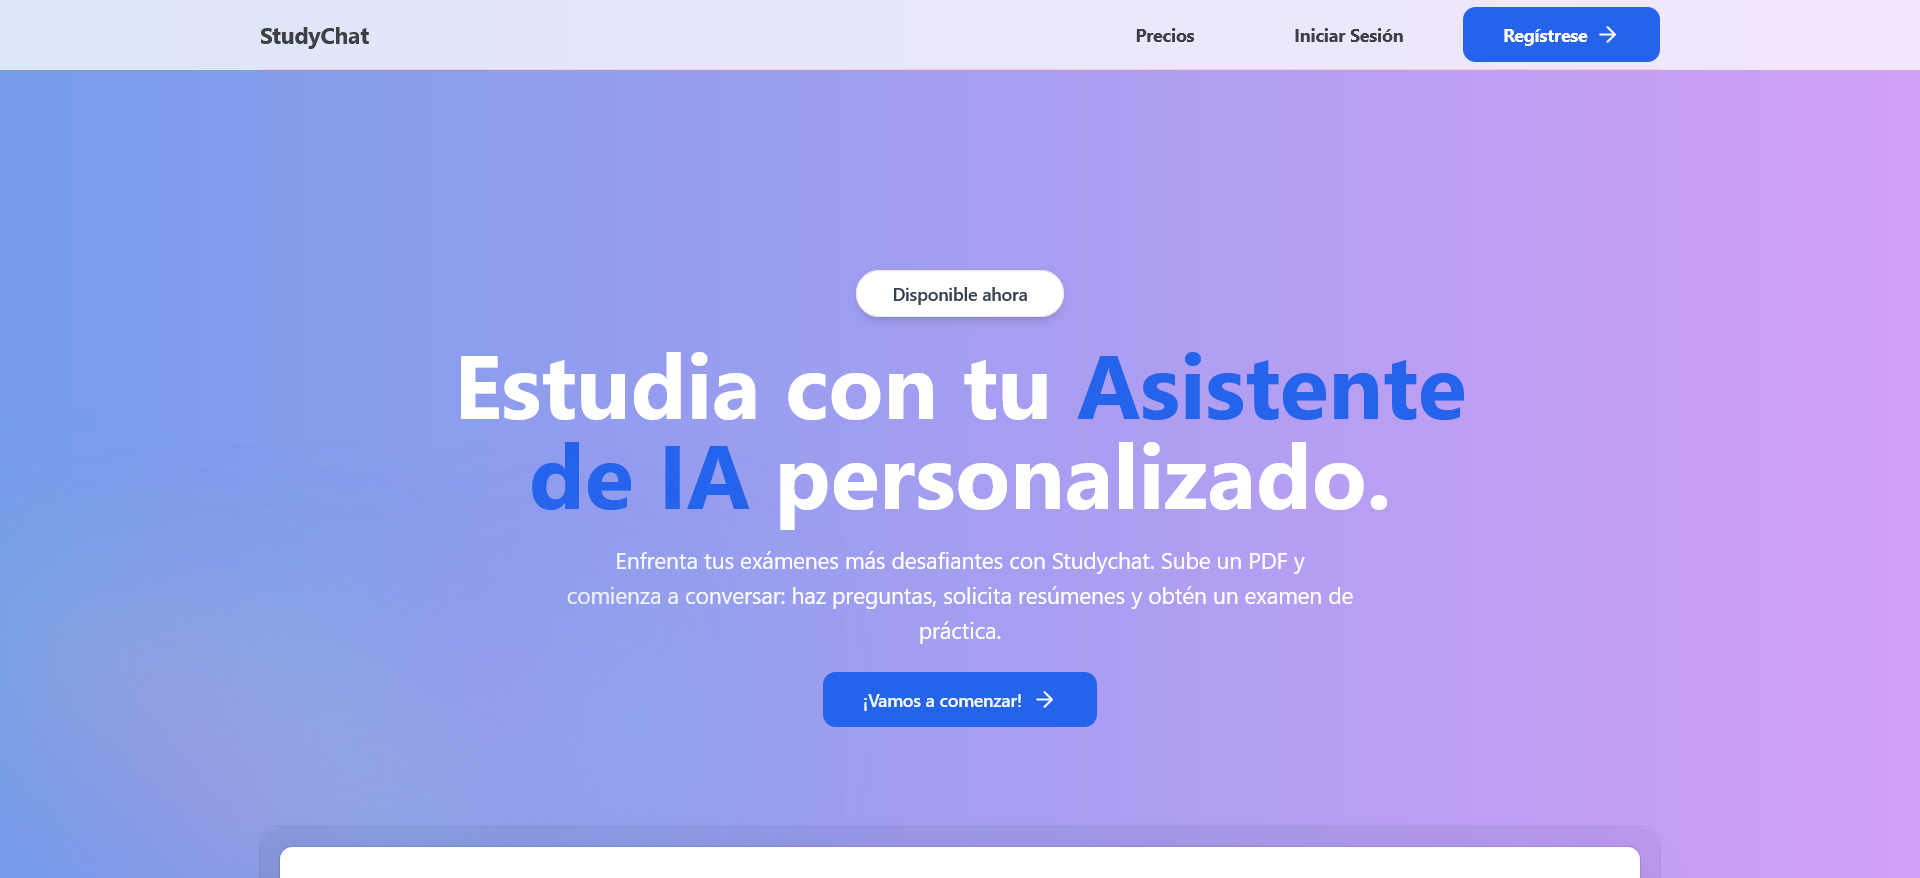 StudyChat
Precios
Iniciar Sesión
Regístrese
Disponible ahora
Estudia con tu Asistente
de IA personalizado.
Enfrenta tus exámenes más desafiantes con Studychat. Sube un PDF y
comienza a conversar: haz preguntas, solicita resúmenes y obtén un examen de
práctica.
¡Vamos a comenzar!